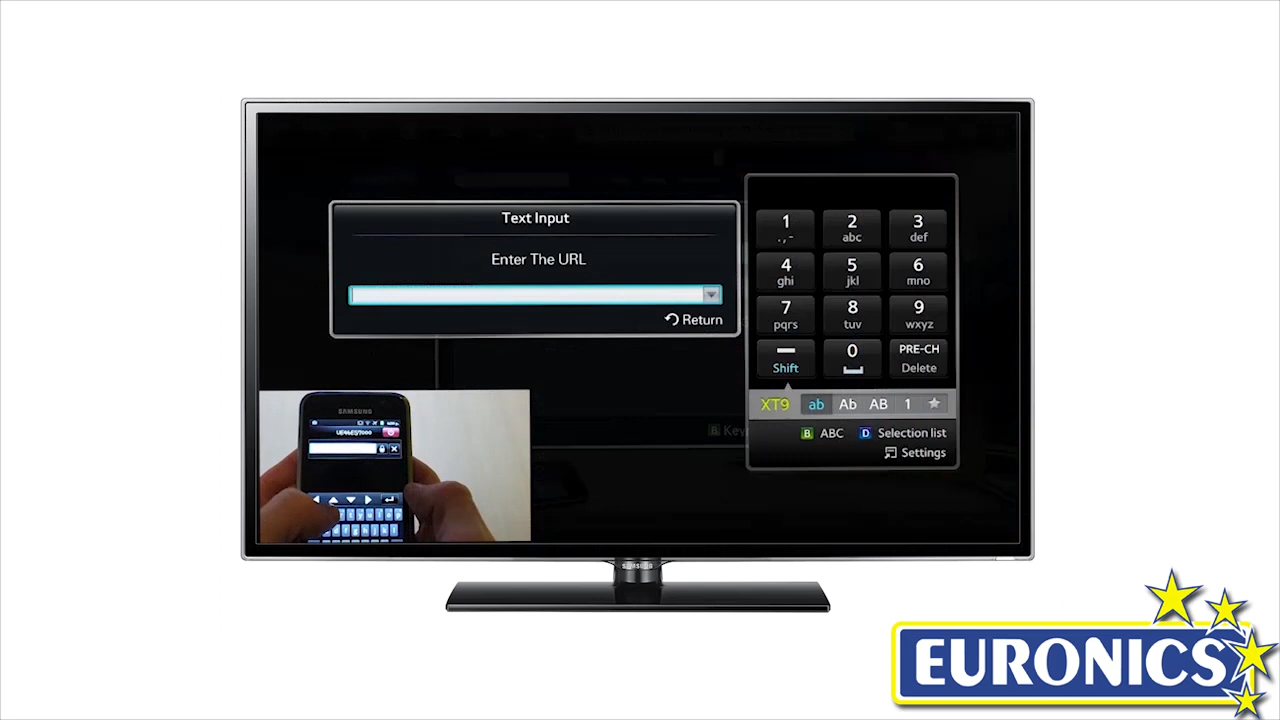 Text Input
Enter The URL
Return
1
.,-
2
abc
3
def
4
ghi
5
jkl
6
mno
7
pqrs
8
tuv
9
wxyz
Shift
0
PRE-CH
Delete
XT9 ab Ab AB 1
B ABC D Selection list
Settings
B
SAMSUNG
UE46ES7000
SAMSUNG
EURONICS